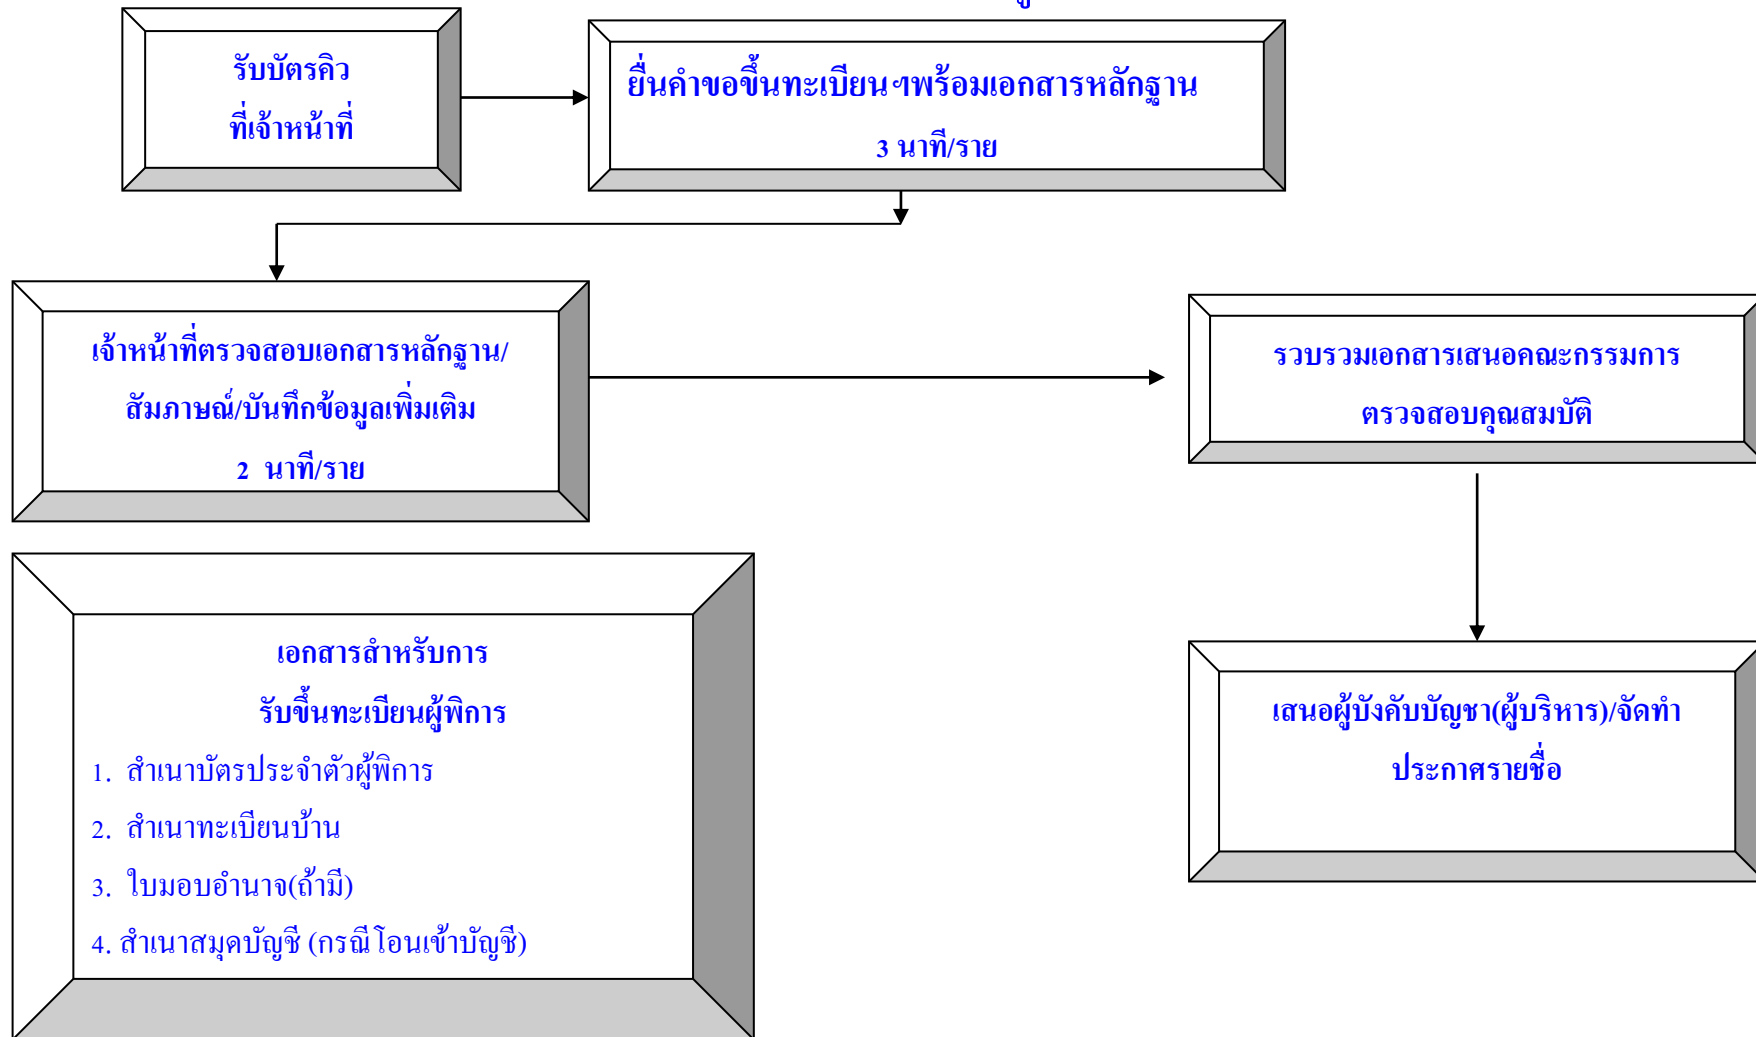 รับบัตรคิว
ที่เจ้าหน้าที่
ยื่นคำขอขึ้นทะเบียนฯพร้อมเอกสารหลักฐาน
3 นาที/ราย
เจ้าหน้าที่ตรวจสอบเอกสารหลักฐาน/
สัมภาษณ์/บันทึกข้อมูลเพิ่มเติม
2 นาที/ราย
รวบรวมเอกสารเสนอคณะกรรมการ
ตรวจสอบคุณสมบัติ
เสนอผู้บังคับบัญชา(ผู้บริหาร)/จัดทำ
ประกาศรายชื่อ
เอกสารสำหรับการ
รับขึ้นทะเบียนผู้พิการ
1. สำเนาบัตรประจำตัวผู้พิการ
2. สำเนาทะเบียนบ้าน
3. ใบมอบอำนาจ(ถ้ามี)
4. สำเนาสมุดบัญชี (กรณีโอนเข้าบัญชี)